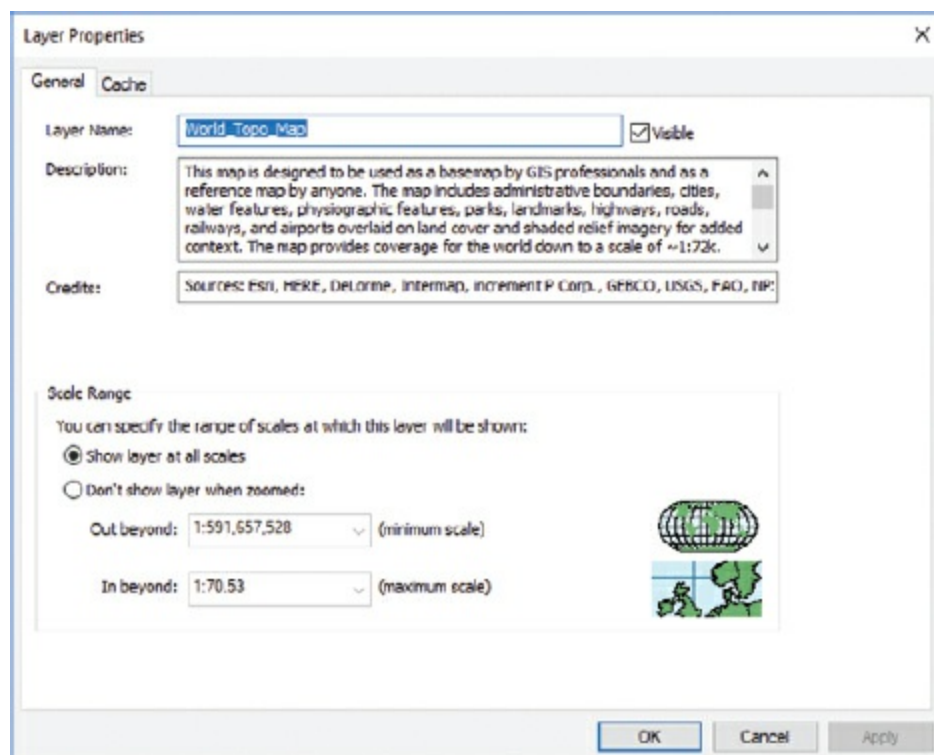 Layer Properties
General Cache
Layer Name: World_Topo_Map Visible
Description: This map is designed to be used as a basemap by GIS professionals and as a
reference map by anyone. The map includes administrative boundaries, cities,
water features, physiographic features, parks, landmarks, highways, roads,
railways, and airports overlaid on land cover and shaded relief imagery for added
context. The map provides coverage for the world down to a scale of ~1:72k.
Credits: Sources: Esri, HERE, DeLorme, Intermap, increment P Corp., GEBCO, USGS, FAO, NPS
Scale Range
You can specify the range of scales at which this layer will be shown:
Show layer at all scales
Don't show layer when zoomed:
Out beyond: 1:591,657,528 (minimum scale)
In beyond: 1:70.53 (maximum scale)
OK Cancel Apply